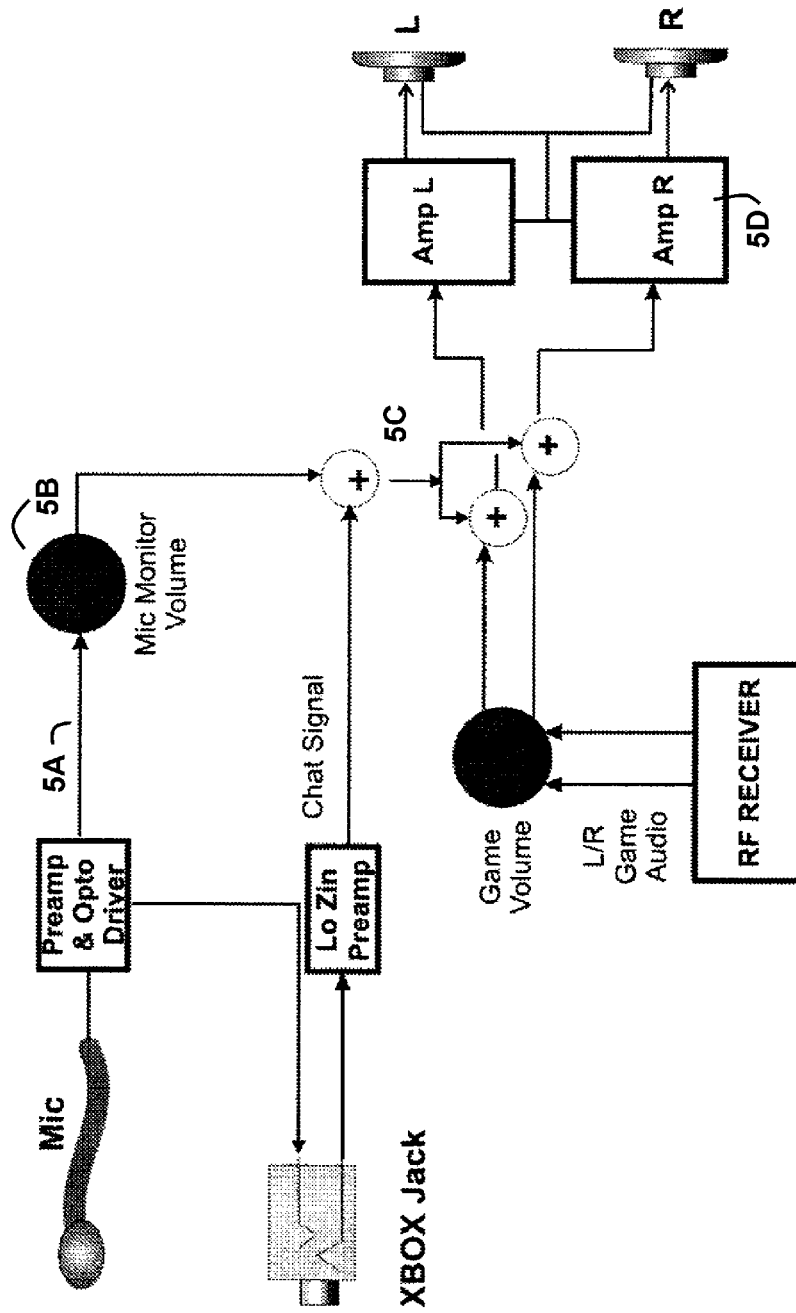 Mic
Preamp
& Opto
Driver
5A
5B
Mic Monitor
Volume
XBOX Jack
Lo Zin
Preamp
Chat Signal
+
5C
+
+
Game
Volume
L/R
Game
Audio
RF RECEIVER
Amp L
Amp R
5D
L
R